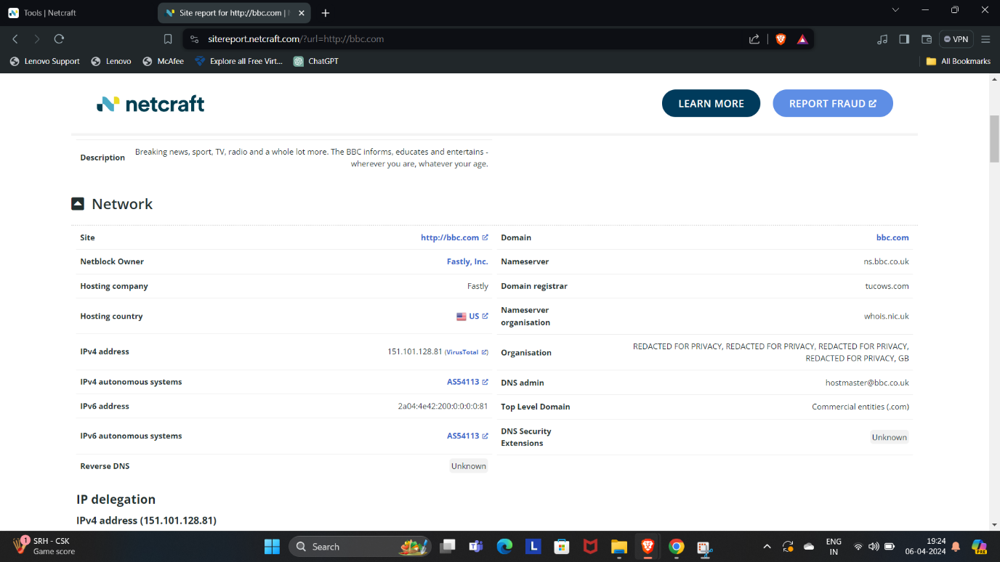 Tools | Netcraft
Site report for http://bbc.com |
sitereport.netcraft.com/?url=http://bbc.com
VPN
Lenovo Support
Lenovo
McAfee
Explore all Free Virt...
ChatGPT
All Bookmarks
netcraft
LEARN MORE
REPORT FRAUD
Description
Breaking news, sport, TV, radio and a whole lot more. The BBC informs, educates and entertains -
wherever you are, whatever your age.
Network
Site
http://bbc.com
Domain
bbc.com
Netblock Owner
Fastly, Inc.
Nameserver
ns.bbc.co.uk
Hosting company
Fastly
Domain registrar
tucows.com
Hosting country
US
Nameserver
organisation
whois.nic.uk
IPv4 address
151.101.128.81 (VirusTotal)
Organisation
REDACTED FOR PRIVACY, REDACTED FOR PRIVACY, REDACTED FOR PRIVACY,
REDACTED FOR PRIVACY, GB
IPv4 autonomous systems
AS54113
DNS admin
hostmaster@bbc.co.uk
IPv6 address
2a04:4e42:200:0:0:0:0:81
Top Level Domain
Commercial entities (.com)
IPv6 autonomous systems
AS54113
DNS Security
Extensions
Unknown
Reverse DNS
Unknown
IP delegation
IPv4 address (151.101.128.81)
1
SRH - CSK
Game score
Search
L
ENG
IN
19:24
06-04-2024
PRE